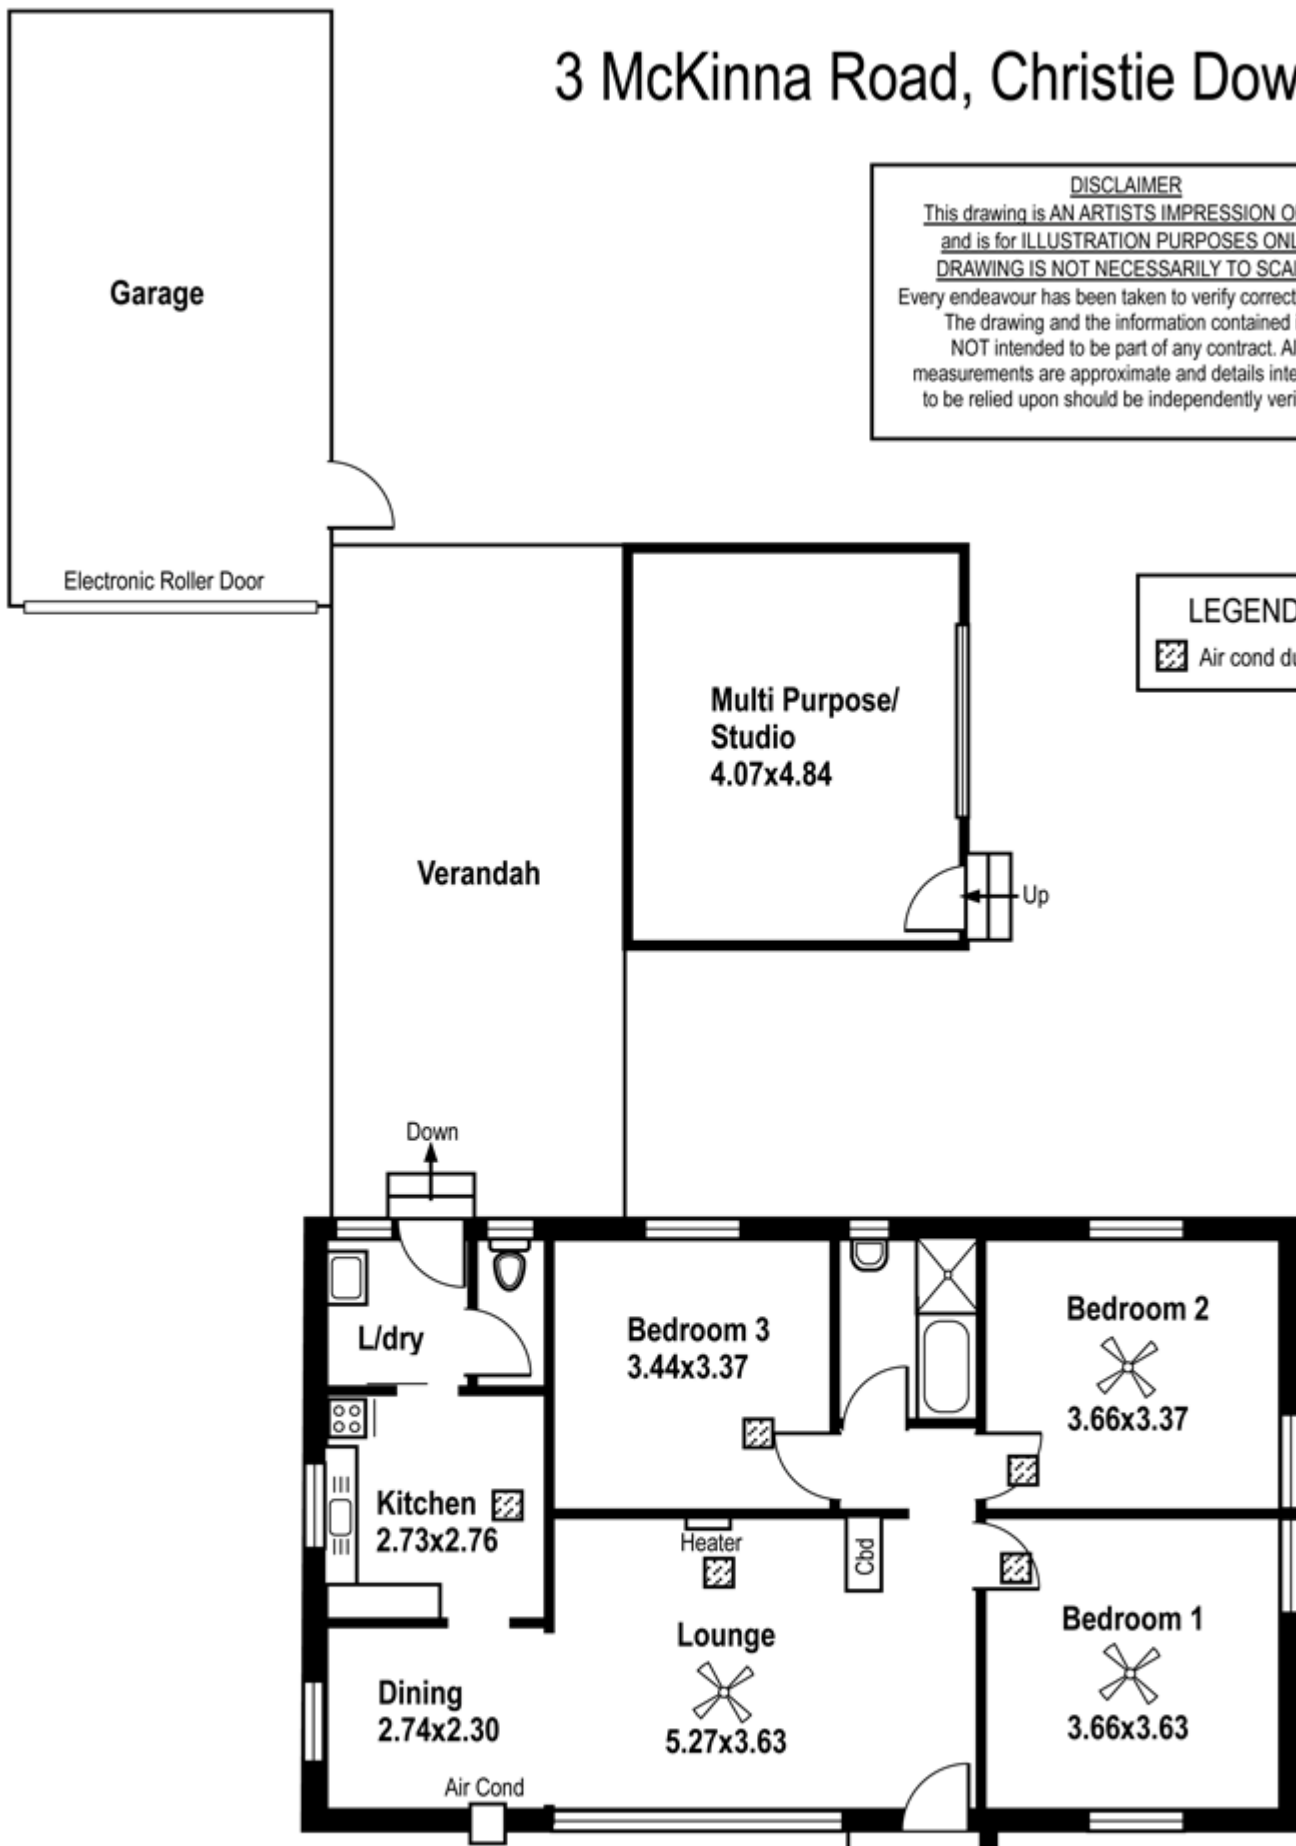 3 McKinna Road, Christie Dow
DISCLAIMER
This drawing is AN ARTISTS IMPRESSION
and is for ILLUSTRATION PURPOSES
DRAWING IS NOT NECESSARILY TO
Every endeavour has been taken to verify correct
The drawing and the information contained
NOT intended to be part of any contract.
measurements are approximate and details
to be relied upon should be independently
Garage
Electronic Roller Door
LEGEND
Air cond
Multi Purpose/
Studio
4.07x4.84
Verandah
Up
Down
L/dry
Bedroom 3
3.44x3.37
Bedroom 2
3.66x3.37
Kitchen
2.73x2.76
Heater
Cbd
Lounge
5.27x3.63
Bedroom 1
3.66x3.63
Dining
2.74x2.30
Air Cond